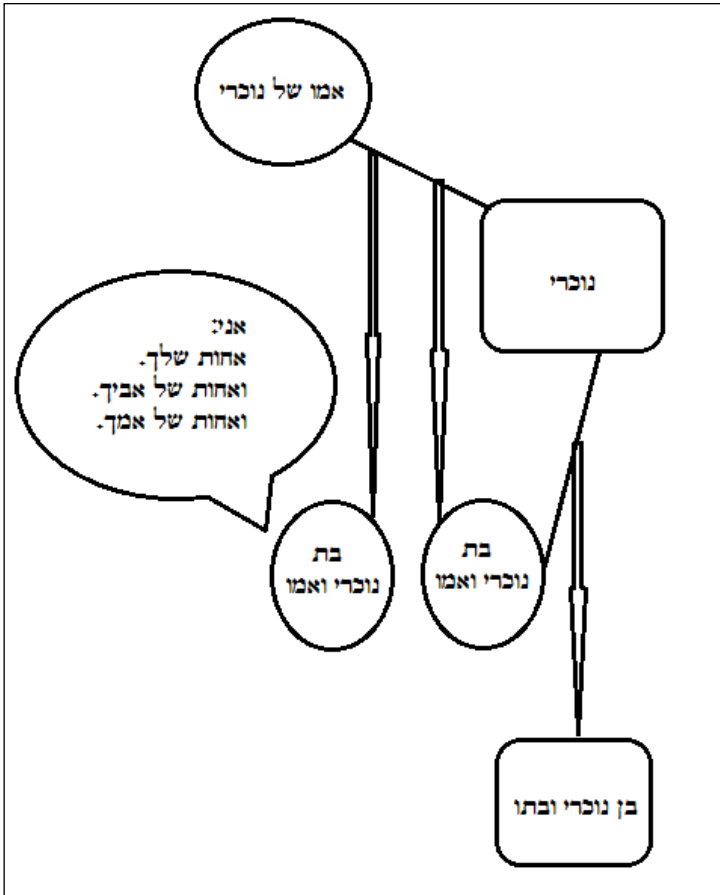 אמו של נוכרי
נוכרי
אני:
אחות שלך.
ואחות של אביך.
ואחות של אמך.
בת
נוכרי ואמו
בת
נוכרי ואמו
בן נוכרי ובתו